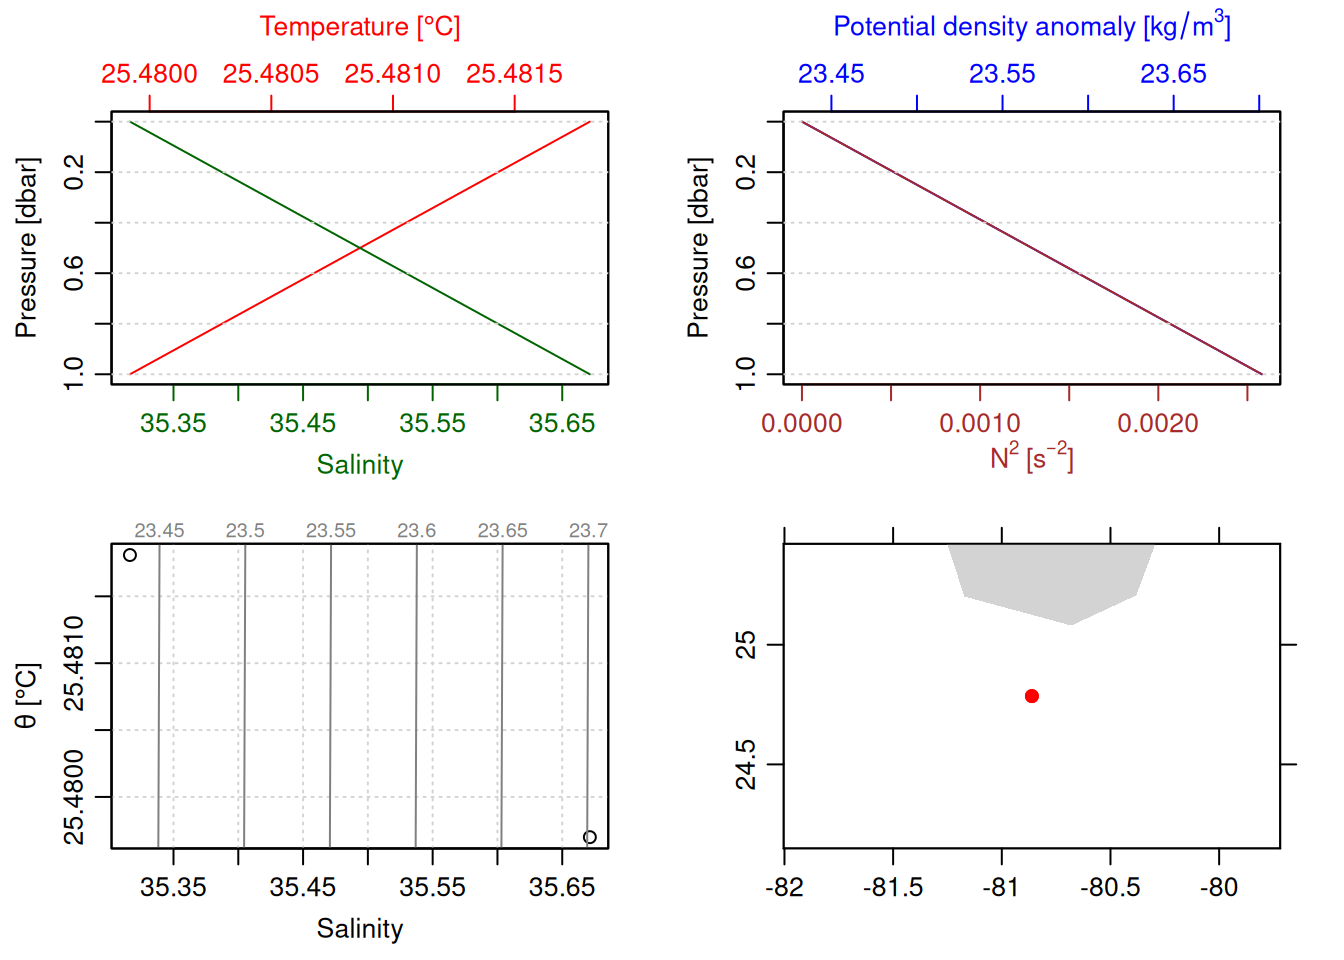 Temperature [°C]
25.4800 25.4805 25.4810 25.4815
Pressure [dbar]
0.2
0.6
1.0
35.35 35.45 35.55 35.65
Salinity
Potential density anomaly [kg/m³]
23.45 23.55 23.65
Pressure [dbar]
0.2
0.6
1.0
0.0000 0.0010 0.0020
N² [s⁻²]
23.45 23.5 23.55 23.6 23.65 23.7
θ [°C]
25.4810
25.4800
35.35 35.45 35.55 35.65
Salinity
25
24.5
-82 -81.5 -81 -80.5 -80